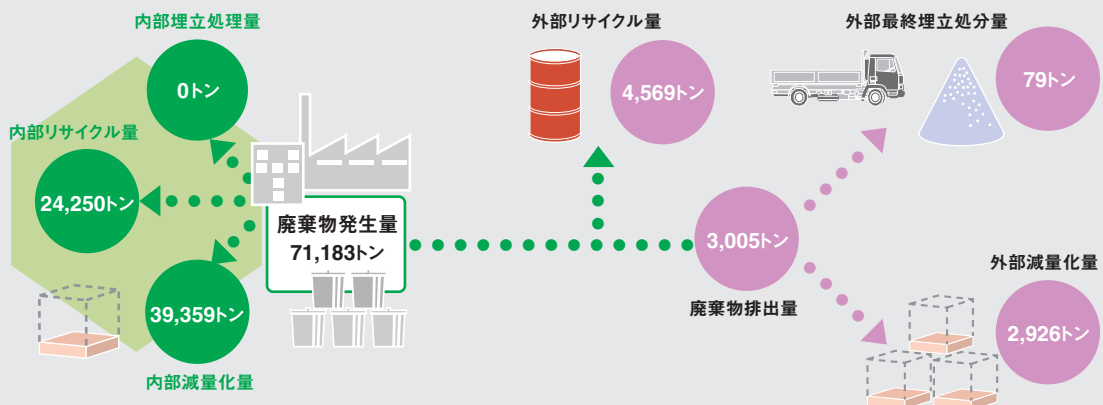 内部埋立処理量
0トン
内部リサイクル量
24,250トン
廃棄物発生量
71,183トン
39,359トン
内部減量化量
外部リサイクル量
4,569トン
3,005トン
廃棄物排出量
外部最終埋立処分量
79トン
外部減量化量
2,926トン